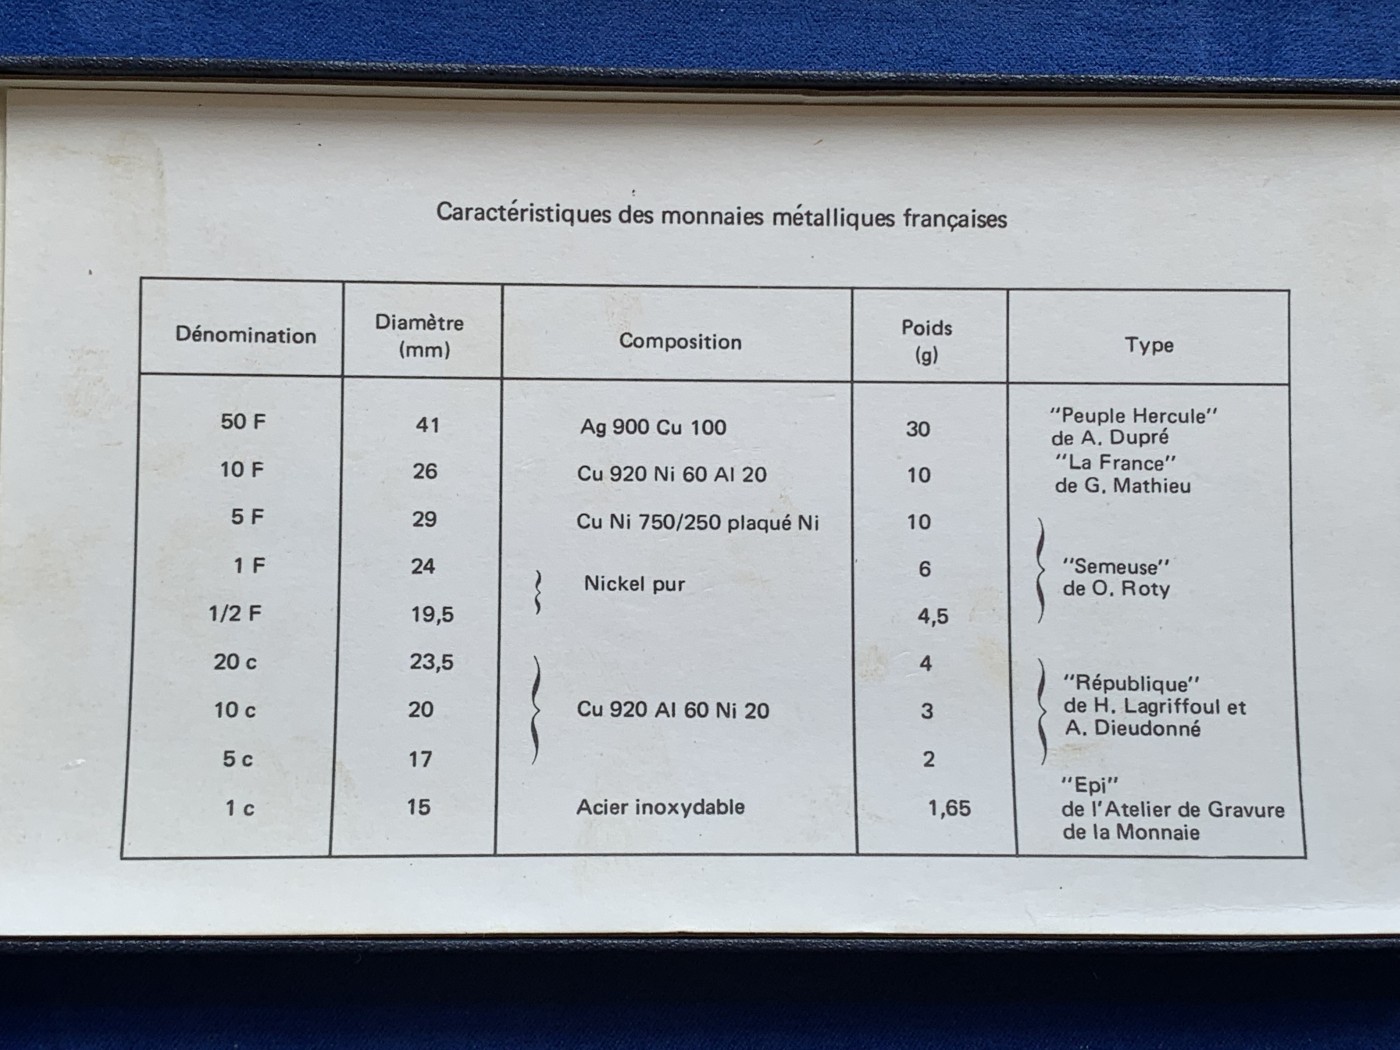 Caractéristiques des monnaies métalliques françaises
Dénomination
Diamètre
(mm)
Composition
Poids
(g)
Type
50 F 41 Ag 900 Cu 100 30 "Peuple Hercule"
de A. Dupré
10 F 26 Cu 920 Ni 60 Al 20 10 "La France"
de G. Mathieu
5 F 29 Cu Ni 750/250 plaqué Ni 10
1 F 24 Nickel pur 6 "Semeuse"
de O. Roty
1/2 F 19,5 4,5
20 c 23,5 4 "République"
10 c 20 Cu 920 Al 60 Ni 20 3 de H. Lagriffoul et
A. Dieudonné
5 c 17 2
"Epi"
1 c 15 Acier inoxydable 1,65 de l'Atelier de Gravure
de la Monnaie